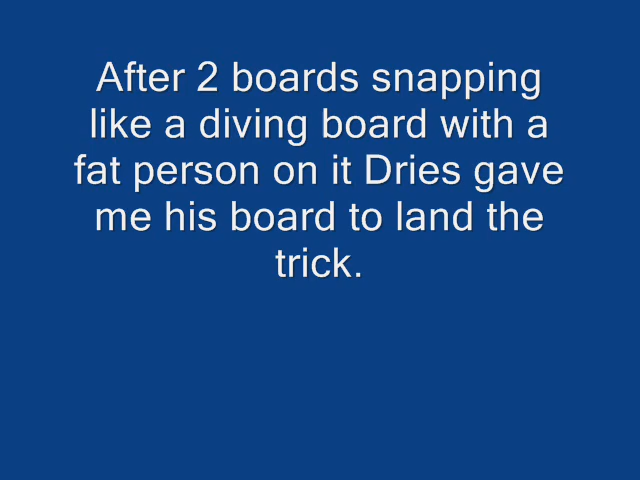 After 2 boards snapping
like a diving board with a
fat person on it Dries gave
me his board to land the
trick.